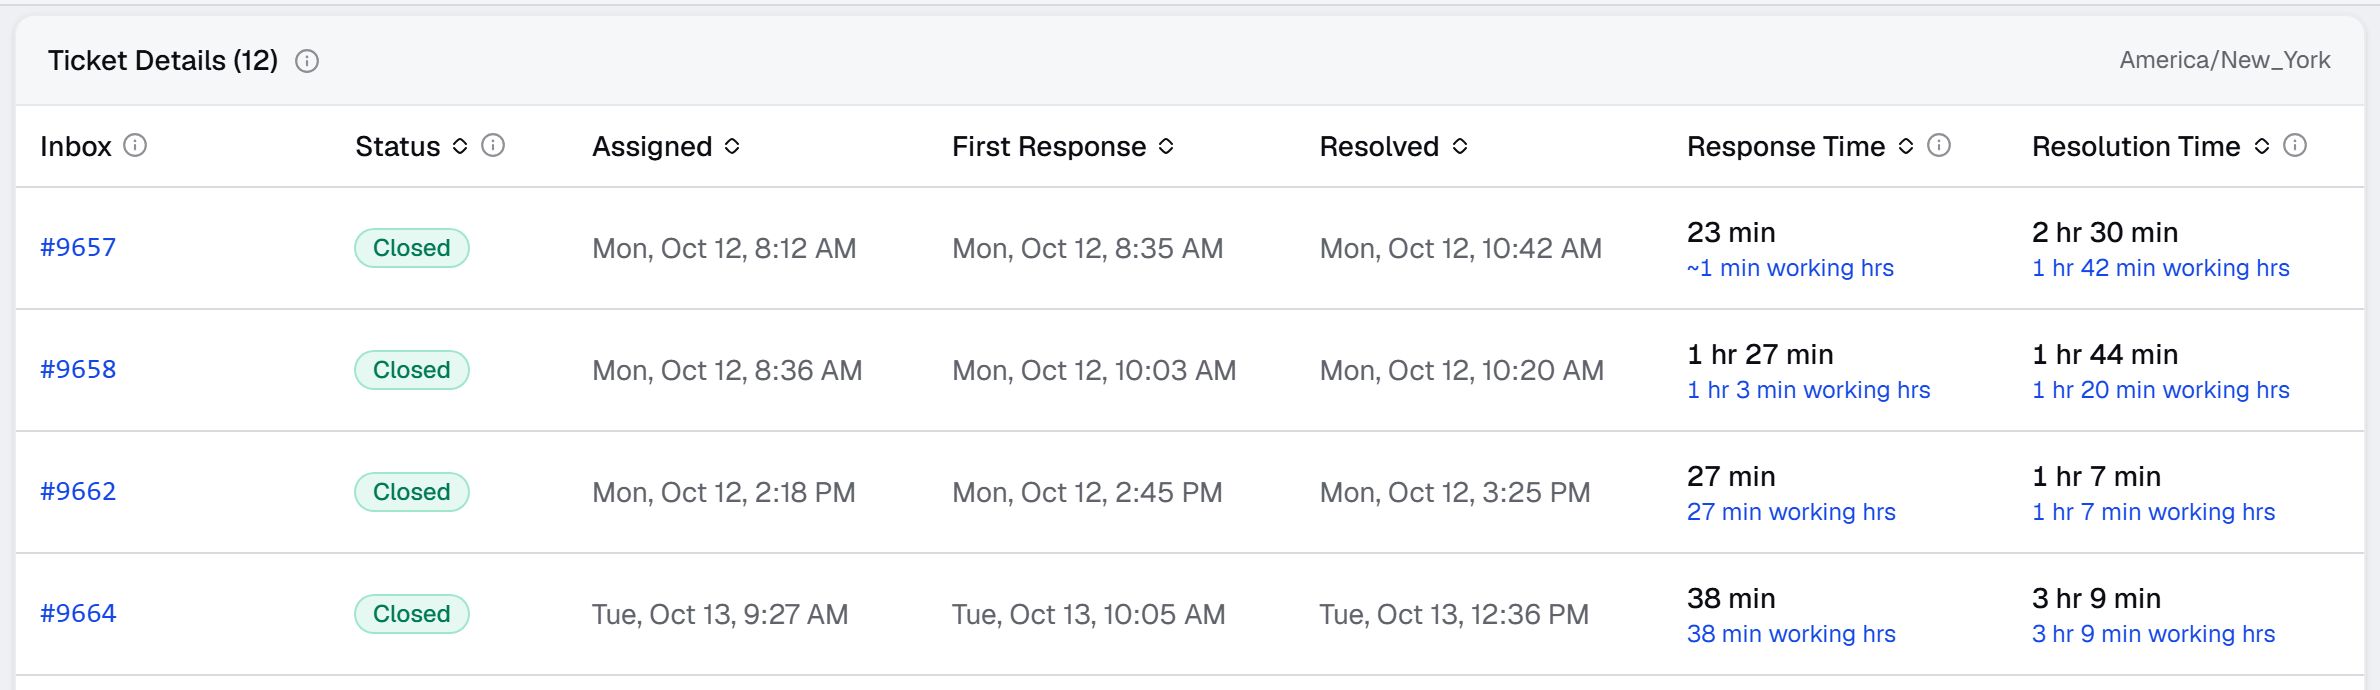 Ticket Details (12)
America/New_York
Inbox Status Assigned First Response Resolved Response Time Resolution Time
#9657 Closed Mon, Oct 12, 8:12 AM Mon, Oct 12, 8:35 AM Mon, Oct 12, 10:42 AM 23 min 2 hr 30 min
~1 min working hrs 1 hr 42 min working hrs
#9658 Closed Mon, Oct 12, 8:36 AM Mon, Oct 12, 10:03 AM Mon, Oct 12, 10:20 AM 1 hr 27 min 1 hr 44 min
1 hr 3 min working hrs 1 hr 20 min working hrs
#9662 Closed Mon, Oct 12, 2:18 PM Mon, Oct 12, 2:45 PM Mon, Oct 12, 3:25 PM 27 min 1 hr 7 min
27 min working hrs 1 hr 7 min working hrs
#9664 Closed Tue, Oct 13, 9:27 AM Tue, Oct 13, 10:05 AM Tue, Oct 13, 12:36 PM 38 min 3 hr 9 min
38 min working hrs 3 hr 9 min working hrs